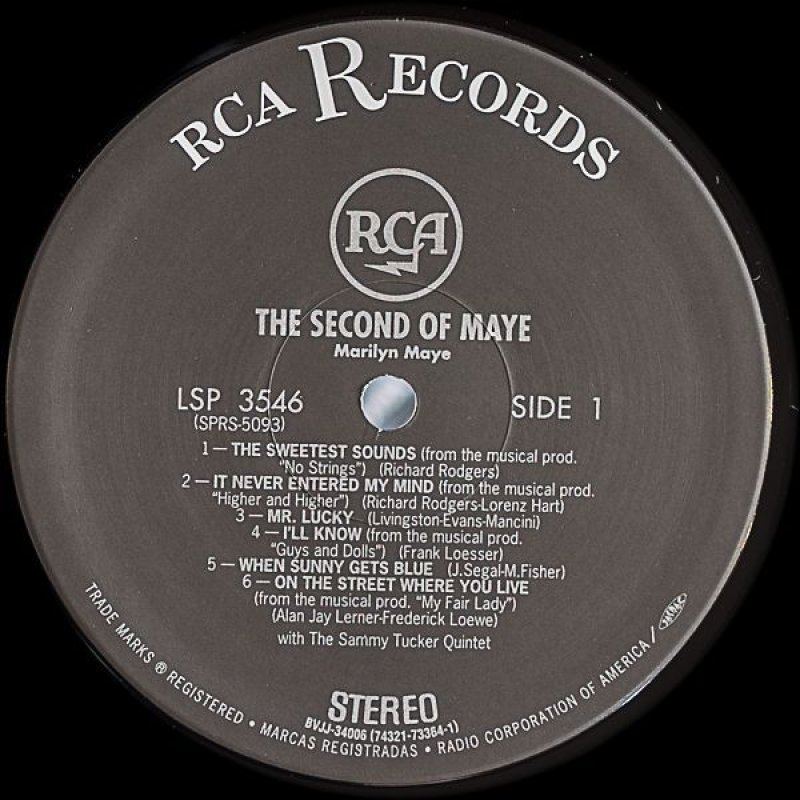 RCA RECORDS
RCA
THE SECOND OF MAYE
Marilyn Maye
LSP 3546
(SPRS-5093)
SIDE 1
1 — THE SWEETEST SOUNDS (from the musical prod.
"No Strings") (Richard Rodgers)
2 — IT NEVER ENTERED MY MIND (from the musical prod.
"Higher and Higher") (Richard Rodgers-Lorenz Hart)
3 — MR. LUCKY (Livingston-Evans-Mancini)
4 — I'LL KNOW (from the musical prod.
"Guys and Dolls") (Frank Loesser)
5 — WHEN SUNNY GETS BLUE (J.Segal-M.Fisher)
6 — ON THE STREET WHERE YOU LIVE
(from the musical prod. "My Fair Lady")
(Alan Jay Lerner-Frederick Loewe)
with The Sammy Tucker Quintet
STEREO
BVJJ-34006 (74321-73364-1)
TRADE MARKS ® REGISTERED • MARCAS REGISTRADAS • RADIO CORPORATION OF AMERICA /